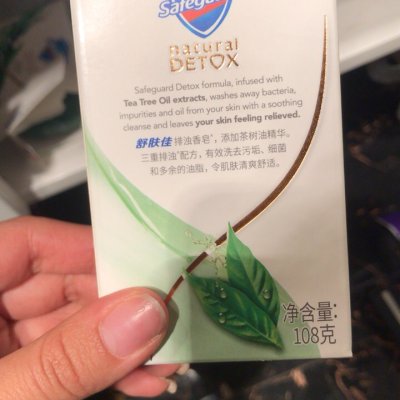 Safeguard
natural
DETOX
Safeguard Detox formula, infused with
Tea Tree Oil extracts, washes away bacteria,
impurities and oil from your skin with a soothing
cleanse and leaves your skin feeling relieved.
舒肤佳排浊香皂*,添加茶树油精华。
三重排浊*配方,有效洗去污垢、细菌
和多余的油脂,令肌肤清爽舒适。
净含量:
108克